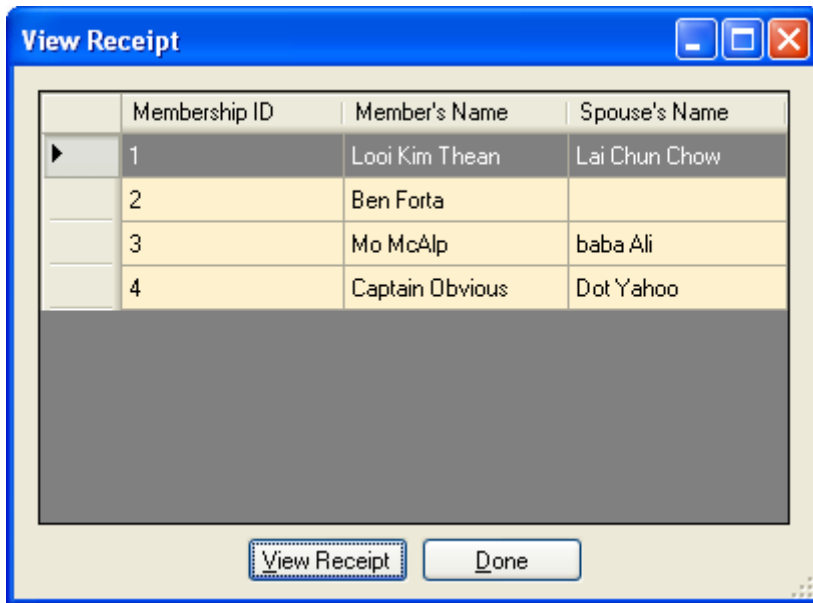 View Receipt
Membership ID Member's Name Spouse's Name
1 Looi Kim Thean Lai Chun Chow
2 Ben Forta
3 Mo McAlp baba Ali
4 Captain Obvious Dot Yahoo
View Receipt Done